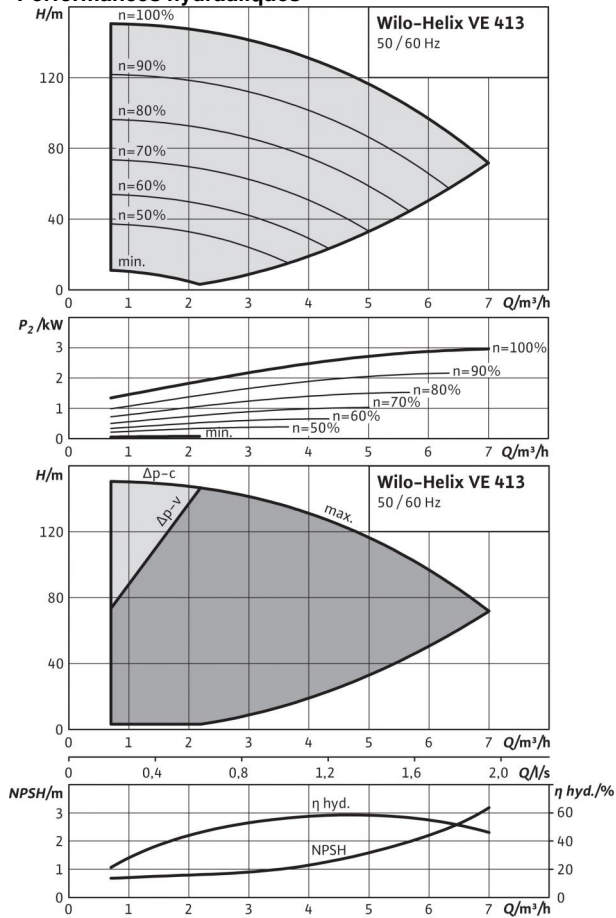 Performances hydrauliques
H/m
n=100%
Wilo-Helix VE 413
50 / 60 Hz
120
n=90%
n=80%
80
n=70%
n=60%
40
n=50%
min.
0
0 1 2 3 4 5 6 7 Q/m³/h
P₂ /kW
3
n=100%
n=90%
2
n=80%
n=70%
1
n=60%
n=50%
min.
0
0 1 2 3 4 5 6 7 Q/m³/h
H/m
Δp-c
Wilo-Helix VE 413
50 / 60 Hz
Δp-v
max.
120
80
40
0
0 1 2 3 4 5 6 7 Q/m³/h
0 0,4 0,8 1,2 1,6 2,0 Q/l/s
NPSH/m
η hyd./%
η hyd.
3
60
2
40
NPSH
1
20
0
0
0 1 2 3 4 5 6 7 Q/m³/h